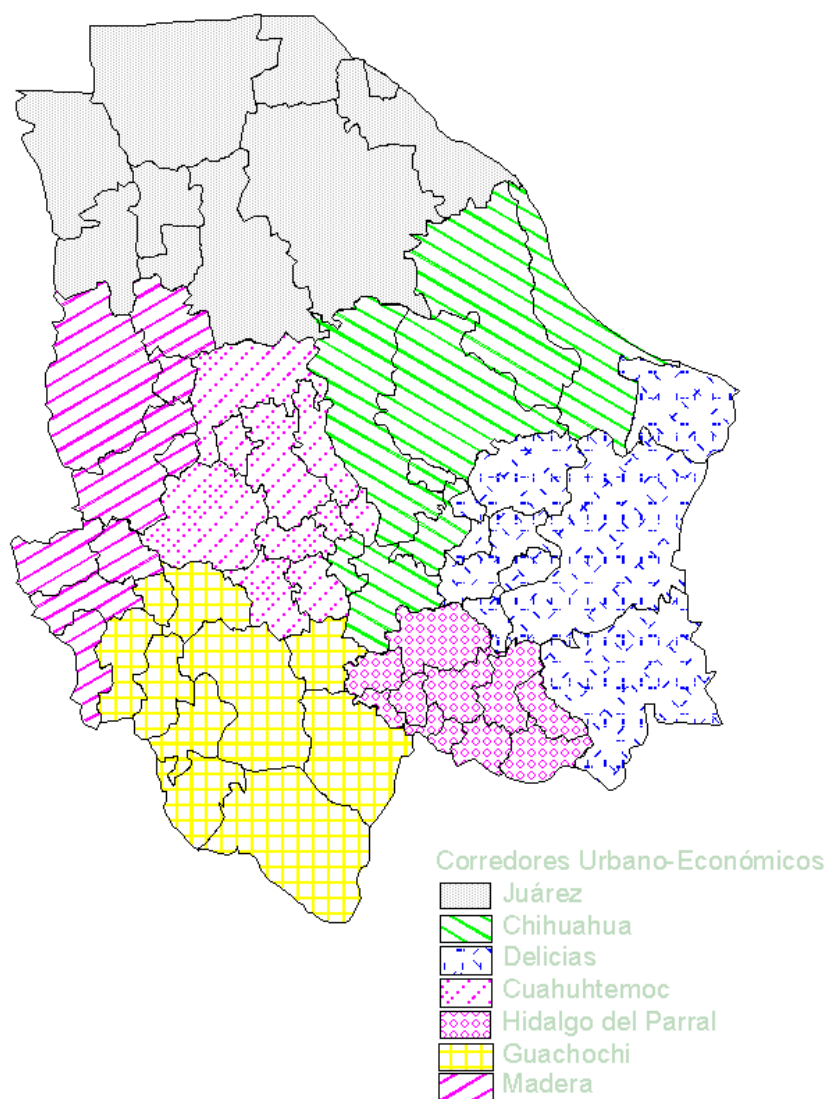 Corredores Urbano-Económicos
Juárez
Chihuahua
Delicias
Cuahuhtemoc
Hidalgo del Parral
Guachochi
Madera